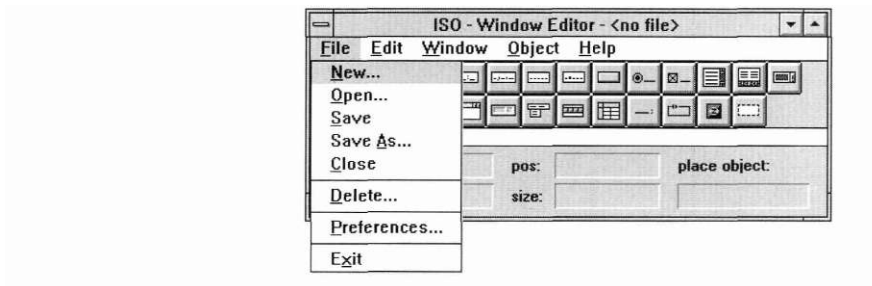 ISO - Window Editor - <no file>
File Edit Window Object Help
New...
Open...
Save
Save As...
Close
Delete...
Preferences...
Exit
pos:
place object:
size: